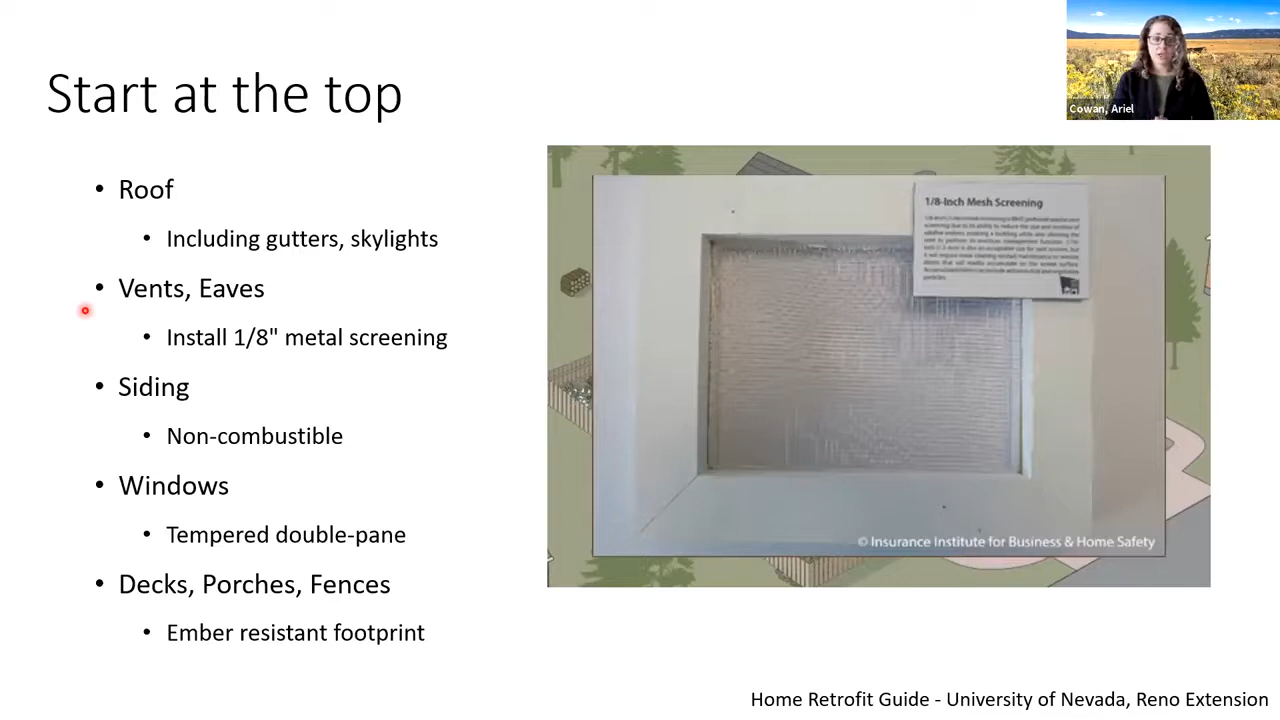 Start at the top
Cowan, Ariel
• Roof
• Including gutters, skylights
• Vents, Eaves
• Install 1/8" metal screening
• Siding
• Non-combustible
• Windows
• Tempered double-pane
• Decks, Porches, Fences
• Ember resistant footprint
1/8-Inch Mesh Screening
© Insurance Institute for Business & Home Safety
Home Retrofit Guide - University of Nevada, Reno Extension